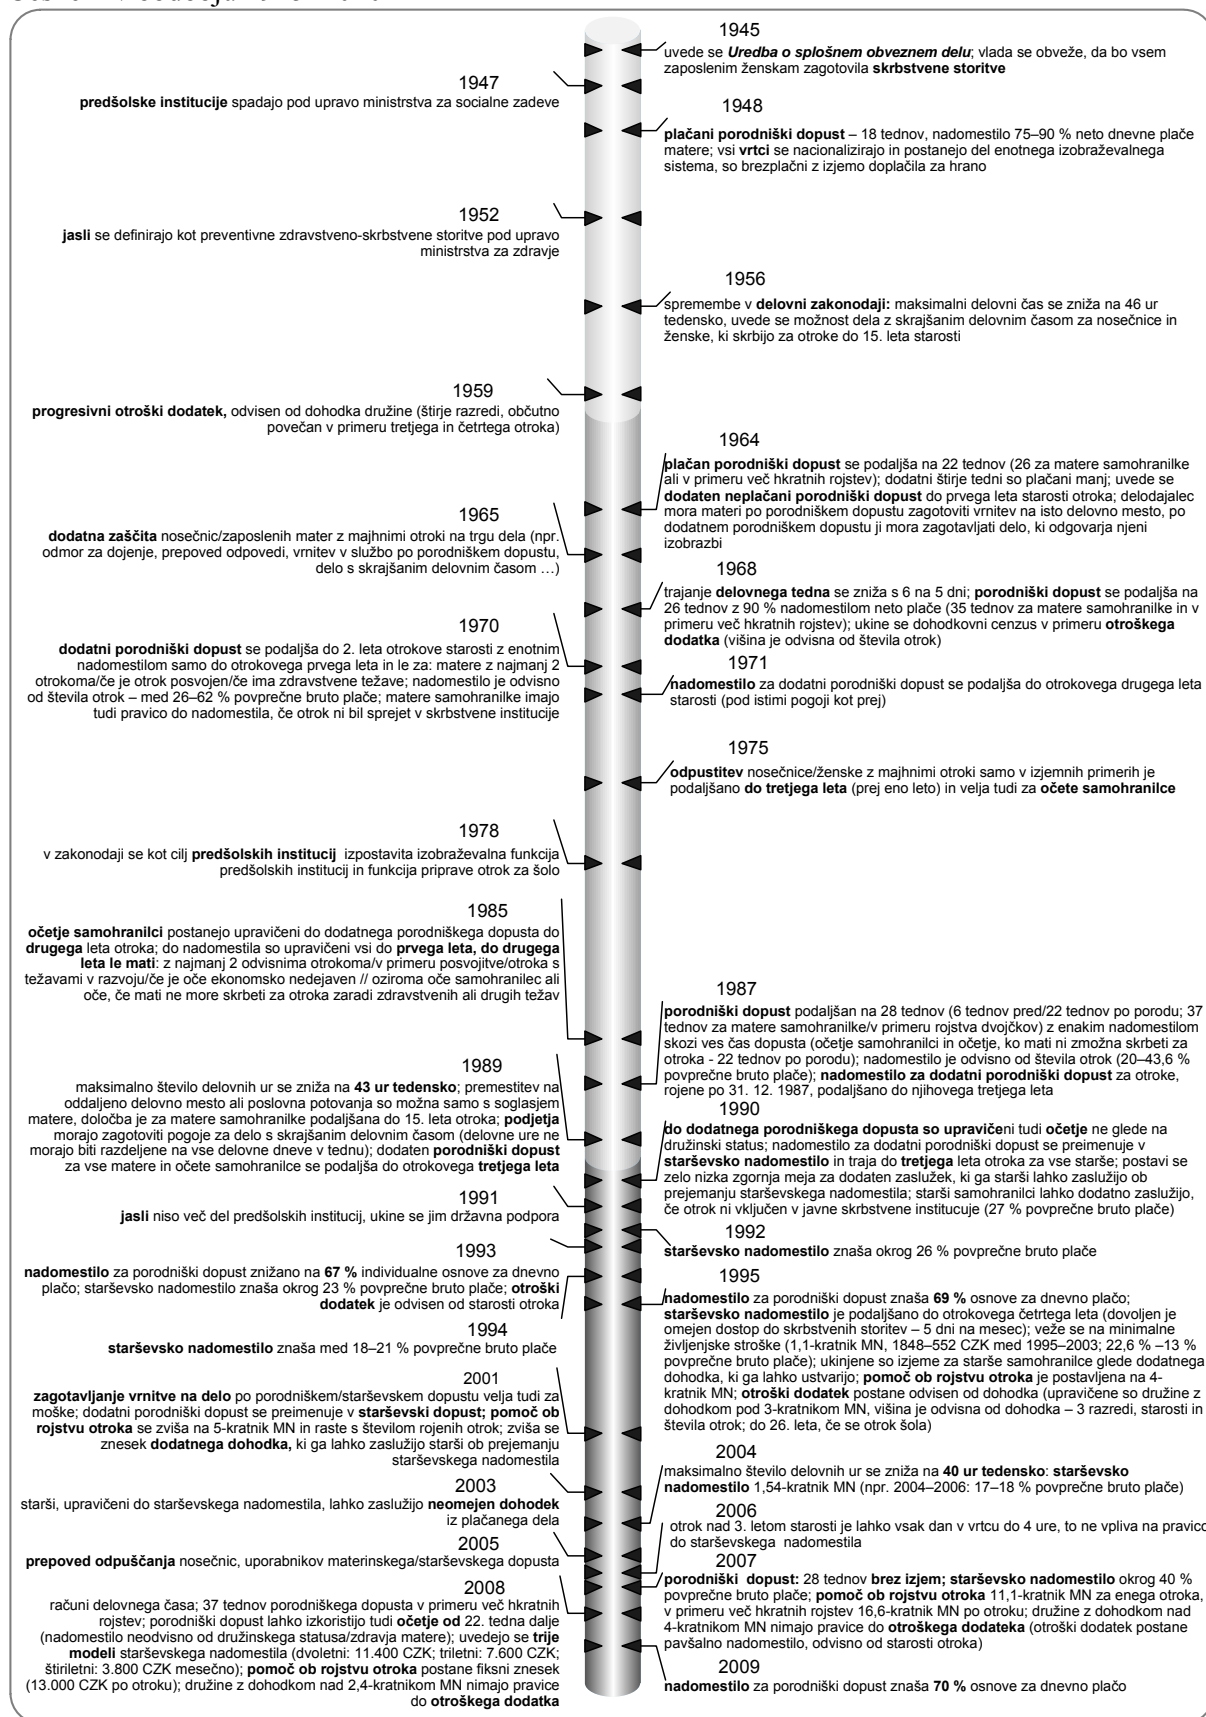 1945
uvede se Uredba o splošnem obveznem delu; vlada se obveže, da bo vsem
zaposlenim ženskam zagotovila skrbstvene storitve
1947
predšolske institucije spadajo pod upravo ministrstva za socialne zadeve
1948
plačani porodniški dopust – 18 tednov, nadomestilo 75–90 % neto dnevne plače
matere; vsi vrtci se nacionalizirajo in postanejo del enotnega izobraževalnega
sistema, so brezplačni z izjemo doplačila za hrano
1952
jasli se definirajo kot preventivne zdravstveno-skrbstvene storitve pod upravo
ministrstva za zdravje
1956
spremembe v delovni zakonodaji: maksimalni delovni čas se zniža na 46 ur
tedensko, uvede se možnost dela z skrajšanim delovnim časom za nosečnice in
ženske, ki skrbijo za otroke do 15. leta starosti
1959
progresivni otroški dodatek, odvisen od dohodka družine (štirje razredi, občutno
povečan v primeru tretjega in četrtega otroka)
1964
plačan porodniški dopust se podaljša na 22 tednov (26 za matere samohranilke
ali v primeru več hkratnih rojstev); dodatni štirje tedni so plačani manj; uvede se
dodaten neplačani porodniški dopust do prvega leta starosti otroka; delodajalec
mora materi po porodniškem dopustu zagotoviti vrnitev na isto delovno mesto, po
dodatnem porodniškem dopustu ji mora zagotavljati delo, ki odgovarja njeni
izobrazbi
1965
dodatna zaščita nosečnic/zaposlenih mater z majhnimi otroki na trgu dela (npr.
odmor za dojenje, prepoved odpovedi, vrnitev v službo po porodniškem dopustu,
delo s skrajšanim delovnim časom …)
1968
trajanje delovnega tedna se zniža s 6 na 5 dni; porodniški dopust se podaljša na
26 tednov z 90 % nadomestilom neto plače (35 tednov za matere samohranilke in v
primeru več hkratnih rojstev); ukine se dohodkovni cenzus v primeru otroškega
dodatka (višina je odvisna od števila otrok)
1970
dodatni porodniški dopust se podaljša do 2. leta otrokove starosti z enotnim
nadomestilom samo do otrokovega prvega leta in le za: matere z najmanj 2
otrokoma/če je otrok posvojen/če ima zdravstvene težave; nadomestilo je odvisno
od števila otrok – med 26–62 % povprečne bruto plače; matere samohranilke imajo
tudi pravico do nadomestila, če otrok ni bil sprejet v skrbstvene institucije
1971
nadomestilo za dodatni porodniški dopust se podaljša do otrokovega drugega leta
starosti (pod istimi pogoji kot prej)
1975
odpustitev nosečnice/ženske z majhnimi otroki samo v izjemnih primerih je
podaljšano do tretjega leta (prej eno leto) in velja tudi za očete samohranilce
1978
v zakonodaji se kot cilj predšolskih institucij izpostavita izobraževalna funkcija
predšolskih institucij in funkcija priprave otrok za šolo
1985
očetje samohranilci postanejo upravičeni do dodatnega porodniškega dopusta do
drugega leta otroka; do nadomestila so upravičeni vsi do prvega leta, do drugega
leta le mati: z najmanj 2 odvisnima otrokoma/v primeru posvojitve/otroka s
težavami v razvoju/če je oče ekonomsko nedejaven // oziroma oče samohranilec ali
oče, če mati ne more skrbeti za otroka zaradi zdravstvenih ali drugih težav
1987
porodniški dopust podaljšan na 28 tednov (6 tednov pred/22 tednov po porodu; 37
tednov za matere samohranilke/v primeru rojstva dvojčkov) z enakim nadomestilom
skozi ves čas dopusta (očetje samohranilci in očetje, ko mati ni zmožna skrbeti za
otroka - 22 tednov po porodu); nadomestilo je odvisno od števila otrok (20–43,6 %
povprečne bruto plače); nadomestilo za dodatni porodniški dopust za otroke,
rojene po 31. 12. 1987, podaljšano do njihovega tretjega leta
1989
maksimalno število delovnih ur se zniža na 43 ur tedensko; premestitev na
oddaljeno delovno mesto ali poslovna potovanja so možna samo s soglasjem
matere, določba je za matere samohranilke podaljšana do 15. leta otroka; podjetja
morajo zagotoviti pogoje za delo s skrajšanim delovnim časom (delovne ure ne
morajo biti razdeljene na vse delovne dneve v tednu); dodaten porodniški dopust
za vse matere in očete samohranilce se podaljša do otrokovega tretjega leta
1990
do dodatnega porodniškega dopusta so upravičeni tudi očetje ne glede na
družinski status; nadomestilo za dodatni porodniški dopust se preimenuje v
starševsko nadomestilo in traja do tretjega leta otroka za vse starše; postavi se
zelo nizka zgornja meja za dodaten zaslužek, ki ga starši lahko zaslužijo ob
prejemanju starševskega nadomestila; starši samohranilci lahko dodatno zaslužijo,
če otrok ni vključen v javne skrbstvene institucuje (27 % povprečne bruto plače)
1991
jasli niso več del predšolskih institucij, ukine se jim državna podpora
1992
starševsko nadomestilo znaša okrog 26 % povprečne bruto plače
1993
nadomestilo za porodniški dopust znižano na 67 % individualne osnove za dnevno
plačo; starševsko nadomestilo znaša okrog 23 % povprečne bruto plače; otroški
dodatek je odvisen od starosti otroka
1994
starševsko nadomestilo znaša med 18–21 % povprečne bruto plače
1995
nadomestilo za porodniški dopust znaša 69 % osnove za dnevno plačo;
starševsko nadomestilo je podaljšano do otrokovega četrtega leta (dovoljen je
omejen dostop do skrbstvenih storitev – 5 dni na mesec); veže se na minimalne
življenjske stroške (1,1-kratnik MN, 1848–552 CZK med 1995–2003; 22,6 % –13 %
povprečne bruto plače); ukinjene so izjeme za starše samohranilce glede dodatnega
dohodka, ki ga lahko ustvarijo; pomoč ob rojstvu otroka je postavljena na 4-
kratnik MN; otroški dodatek postane odvisen od dohodka (upravičene so družine z
dohodkom pod 3-kratnikom MN, višina je odvisna od dohodka – 3 razredi, starosti in
števila otrok; do 26. leta, če se otrok šola)
2001
zagotavljanje vrnitve na delo po porodniškem/starševskem dopustu velja tudi za
moške; dodatni porodniški dopust se preimenuje v starševski dopust; pomoč ob
rojstvu otroka se zviša na 5-kratnik MN in raste s številom rojenih otrok; zviša se
znesek dodatnega dohodka, ki ga lahko zaslužijo starši ob prejemanju
starševskega nadomestila
2003
starši, upravičeni do starševskega nadomestila, lahko zaslužijo neomejen dohodek
iz plačanega dela
2004
maksimalno število delovnih ur se zniža na 40 ur tedensko: starševsko
nadomestilo 1,54-kratnik MN (npr. 2004–2006: 17–18 % povprečne bruto plače)
2005
prepoved odpuščanja nosečnic, uporabnikov materinskega/starševskega dopusta
2006
otrok nad 3. letom starosti je lahko vsak dan v vrtcu do 4 ure, to ne vpliva na pravico
do starševskega nadomestila
2007
porodniški dopust: 28 tednov brez izjem; starševsko nadomestilo okrog 40 %
povprečne bruto plače; pomoč ob rojstvu otroka 11,1-kratnik MN za enega otroka,
v primeru več hkratnih rojstev 16,6-kratnik MN po otroku; družine z dohodkom nad
4-kratnikom MN nimajo pravice do otroškega dodateka (otroški dodatek postane
pavšalno nadomestilo, odvisno od starosti otroka)
2008
računi delovnega časa; 37 tednov porodniškega dopusta v primeru več hkratnih
rojstev; porodniški dopust lahko izkoristijo tudi očetje od 22. tedna dalje
(nadomestilo neodvisno od družinskega statusa/zdravja matere); uvedejo se trije
modeli starševskega nadomestila (dvoletni: 11.400 CZK; triletni: 7.600 CZK;
štiriletni: 3.800 CZK mesečno); pomoč ob rojstvu otroka postane fiksni znesek
(13.000 CZK po otroku); družine z dohodkom nad 2,4-kratnikom MN nimajo pravice
do otroškega dodatka
2009
nadomestilo za porodniški dopust znaša 70 % osnove za dnevno plačo